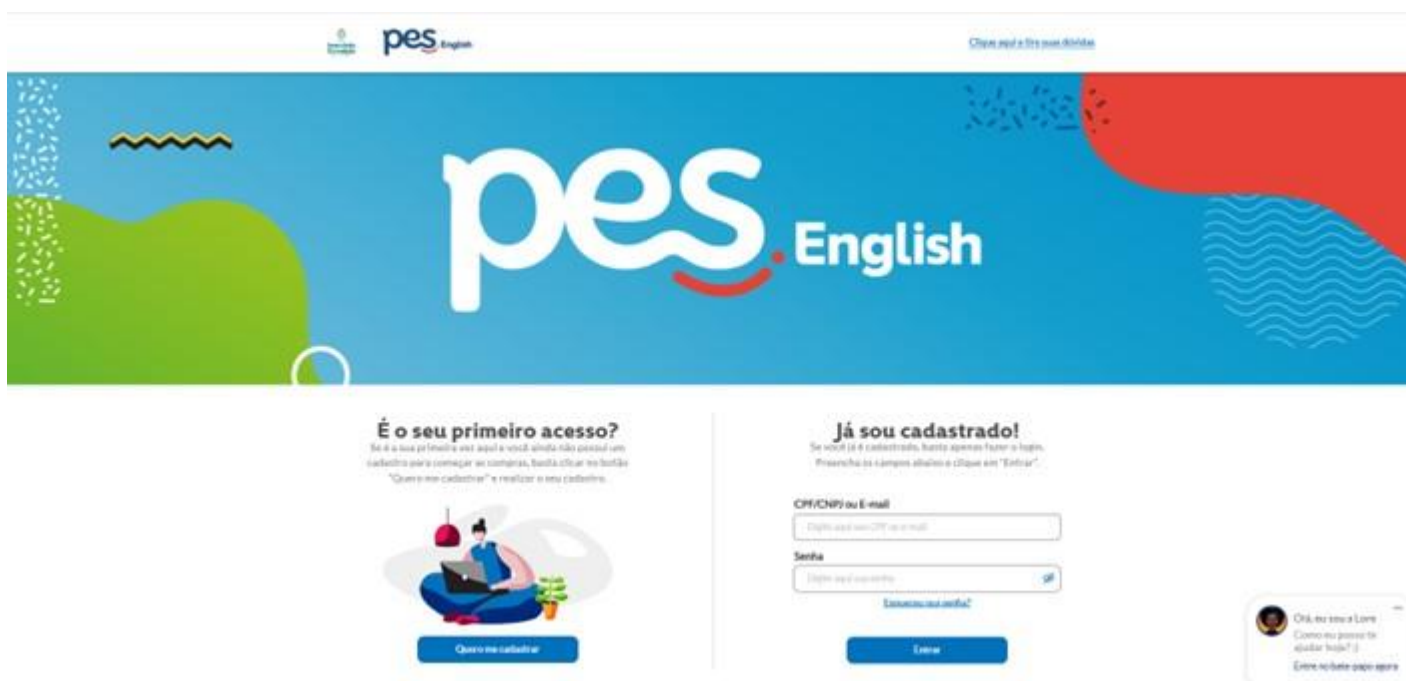 pes English
Clique aqui e tire suas dúvidas
pes. English
É o seu primeiro acesso?
Se é a sua primeira vez aqui e você ainda não possui um
cadastro para começar as compras, basta clicar no botão
"Quero me cadastrar" e realizar o seu cadastro.
Quero me cadastrar
Já sou cadastrado!
Se você já é cadastrado, basta apenas fazer o login.
Preencha os campos abaixo e clique em "Entrar".
CPF/CNPJ ou E-mail
Digite aqui seu CPF ou e-mail
Senha
Digite aqui sua senha
Esqueceu sua senha?
Entrar
Olá, eu sou a Lore
Como eu posso te
ajudar hoje? :)
Entre no bate-papo agora